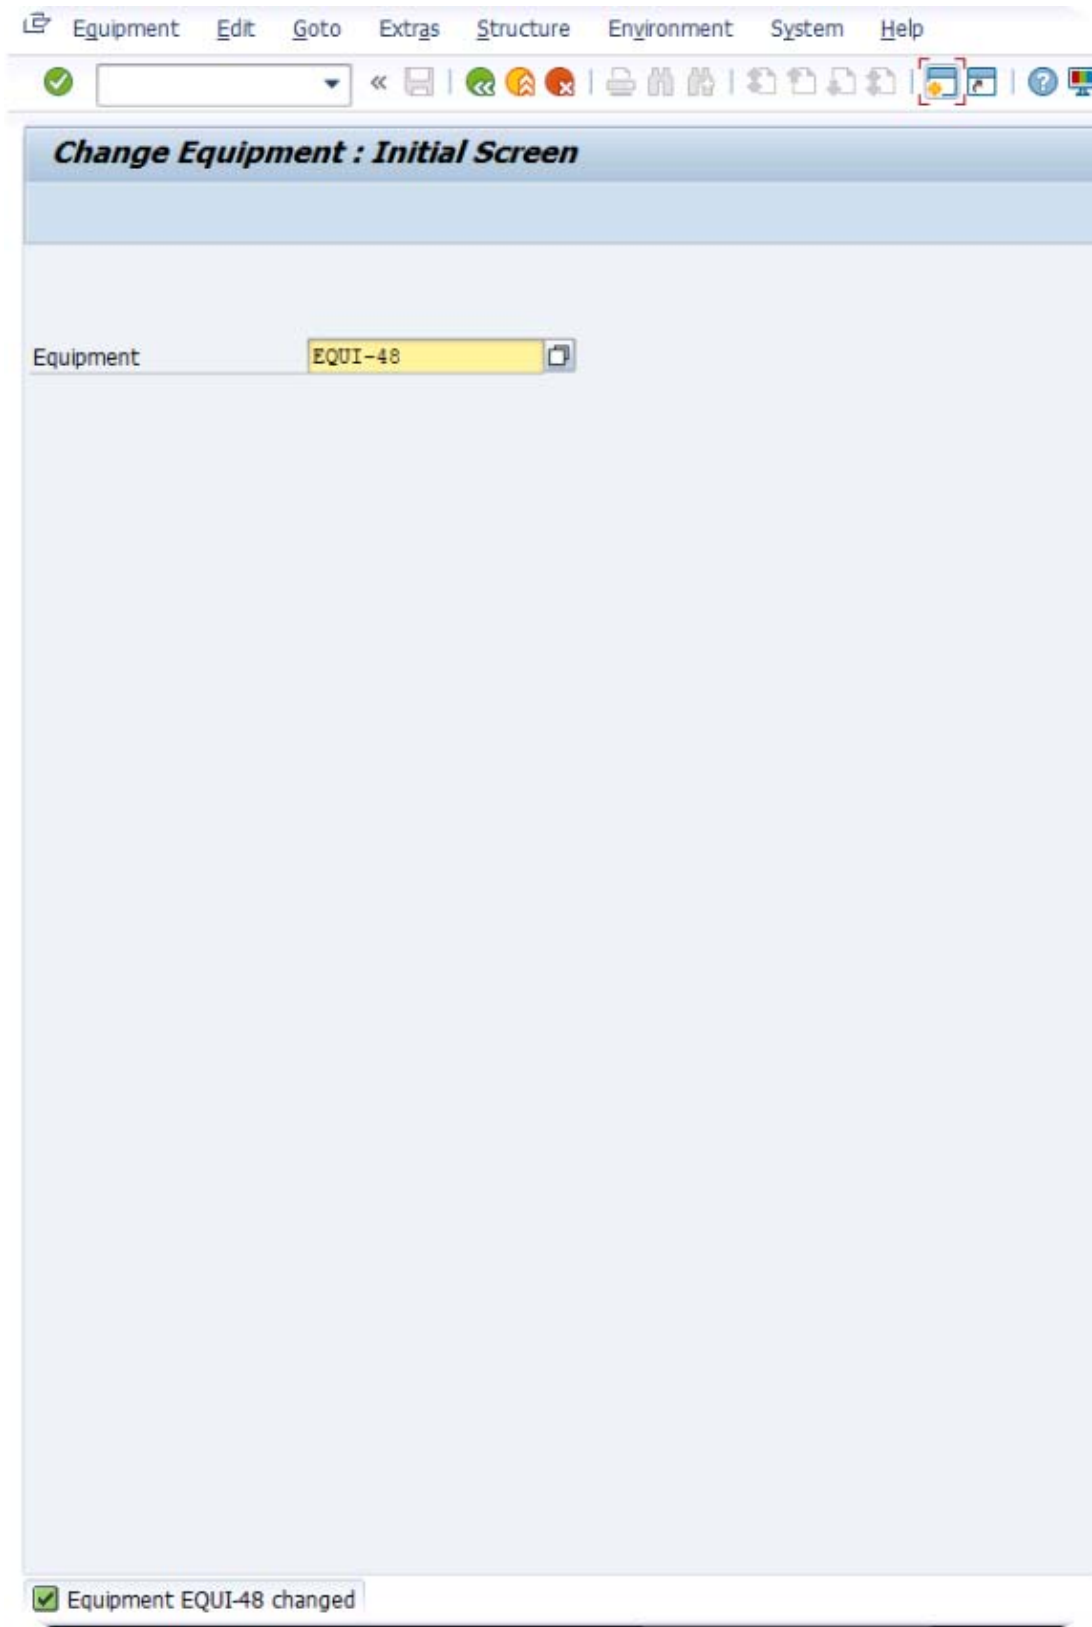 Equipment Edit Goto Extras Structure Environment System Help
Change Equipment : Initial Screen
Equipment EQUI-48
Equipment EQUI-48 changed